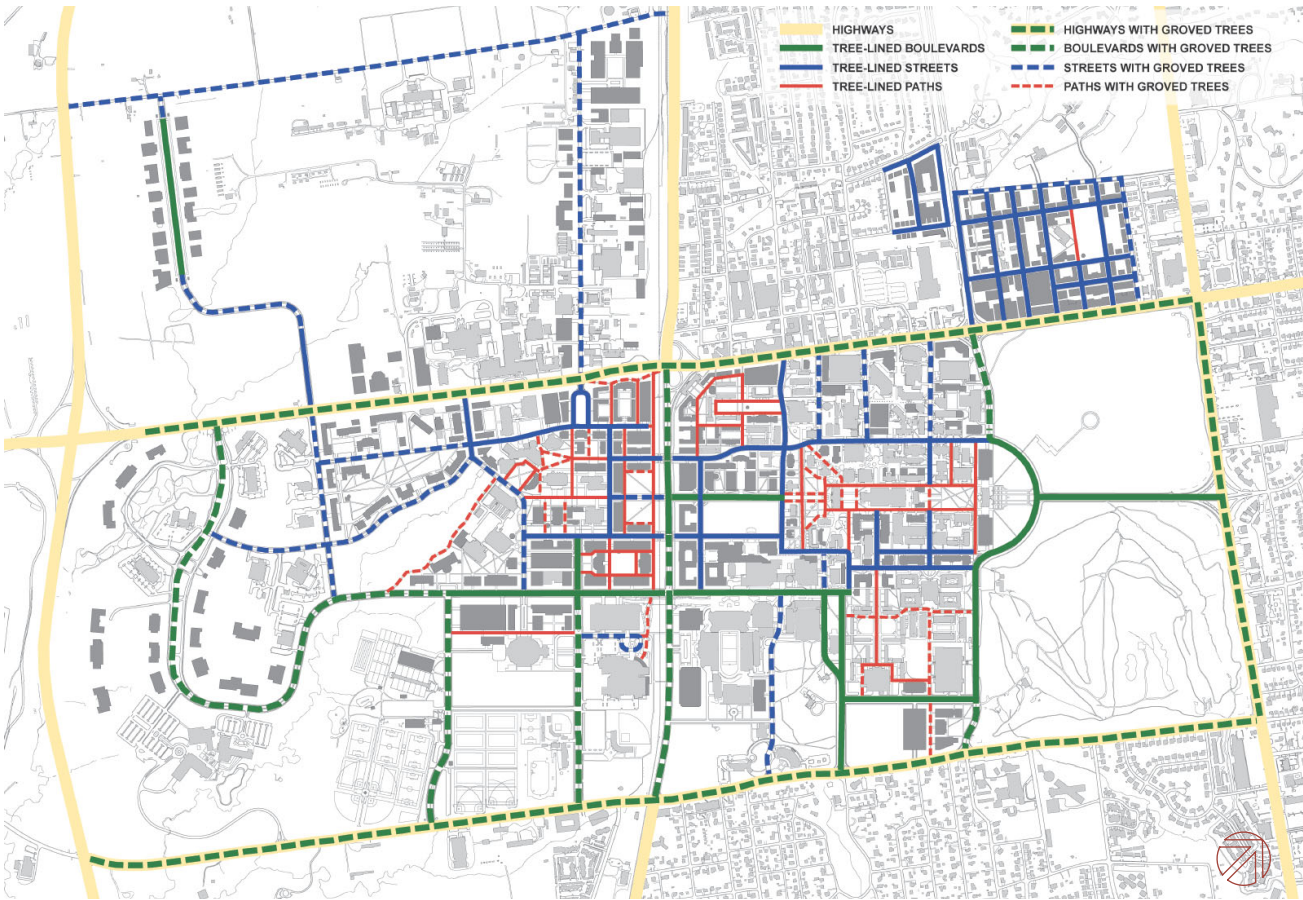 HIGHWAYS
TREE-LINED BOULEVARDS
TREE-LINED STREETS
TREE-LINED PATHS
HIGHWAYS WITH GROVED TREES
BOULEVARDS WITH GROVED TREES
STREETS WITH GROVED TREES
PATHS WITH GROVED TREES